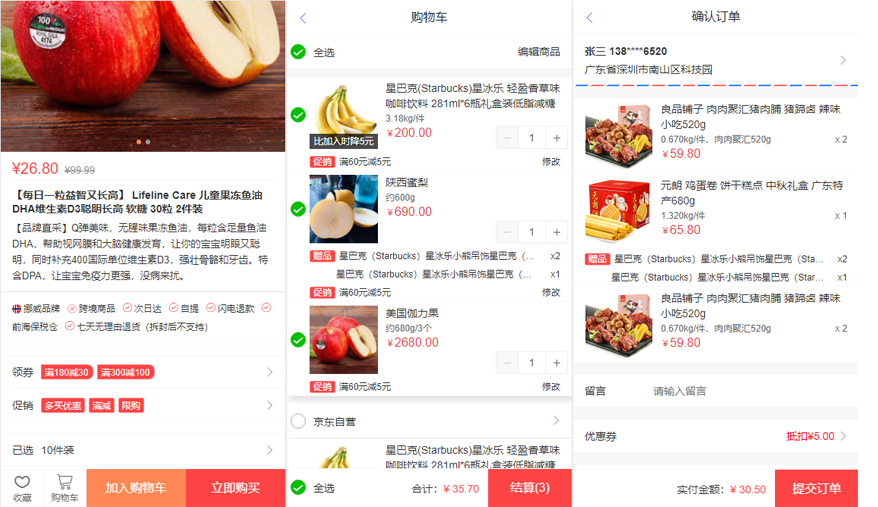 100
4174
¥26.80 ¥99.99
【每日一粒益智又长高】 Lifeline Care 儿童果冻鱼油
DHA维生素D3聪明长高 软糖 30粒 2件装
【品牌直采】Q弹美味，无腥味果冻鱼油，每粒含足量鱼油
DHA，帮助视网膜和大脑健康发育，让你的宝宝明眼又聪
明，同时补充400国际单位维生素D3，强壮骨骼和牙齿。特
含DPA，让宝宝免疫力更强，没病来扰。
挪威品牌 跨境商品 次日达 自提 闪电退款
前海保税仓 七天无理由退货（拆封后不支持）
领券 满180减30 满300减100
促销 多买优惠 满减 限购
已选 10件装
收藏 购物车 加入购物车 立即购买
购物车
全选 编辑商品
星巴克(Starbucks)星冰乐 轻盈香草味
咖啡饮料 281ml*6瓶礼盒装低脂减糖
3.18kg/件
¥200.00
比加入时降5元
− 1 +
促销 满60元减5元 修改
陕西蜜梨
约600g
¥690.00
− 1 +
赠品 星巴克（Starbucks）星冰乐小熊吊饰星巴克（... x2
星巴克（Starbucks）星冰乐小熊吊饰星巴克（... x1
促销 满60元减5元 修改
美国伽力果
约680g/3个
¥2680.00
− 1 +
促销 满60元减5元 修改
京东自营
星巴克(Starbucks)星冰乐 轻盈香草味
咖啡饮料 281ml*6瓶礼盒装低脂减糖
全选 合计：¥ 35.70 结算(3)
确认订单
张三 138****6520
广东省深圳市南山区科技园
良品铺子 肉肉聚汇猪肉脯 猪蹄卤 辣味
小吃520g
0.670kg/件，肉肉聚汇520g x 2
¥59.80
元朗 鸡蛋卷 饼干糕点 中秋礼盒 广东特
产680g
1.320kg/件 x 1
¥65.80
赠品 星巴克（Starbucks）星冰乐小熊吊饰星巴克（Star... x2
星巴克（Starbucks）星冰乐小熊吊饰星巴克（Star... x1
良品铺子 肉肉聚汇猪肉脯 猪蹄卤 辣味
小吃520g
0.670kg/件，肉肉聚汇520g x 2
¥59.80
留言 请输入留言
优惠券 抵扣¥5.00
实付金额：¥ 30.50 提交订单